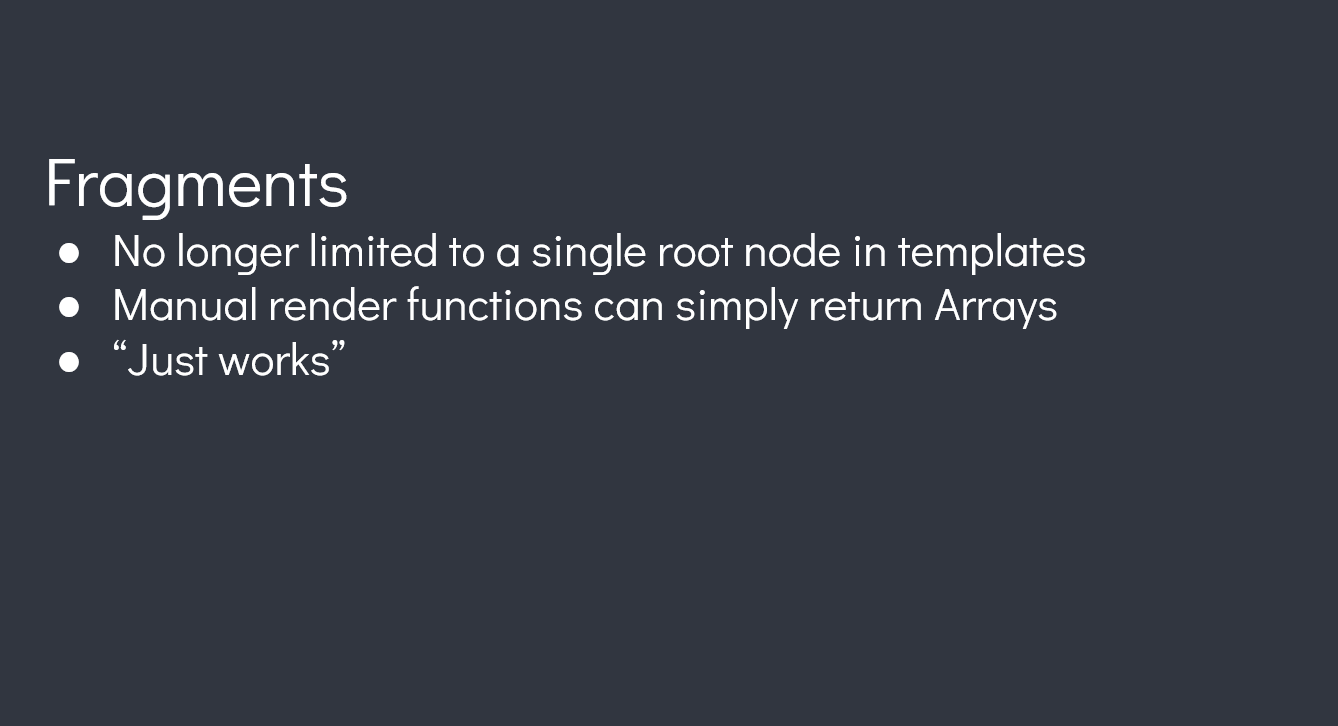 Fragments
● No longer limited to a single root node in templates
● Manual render functions can simply return Arrays
● “Just works”